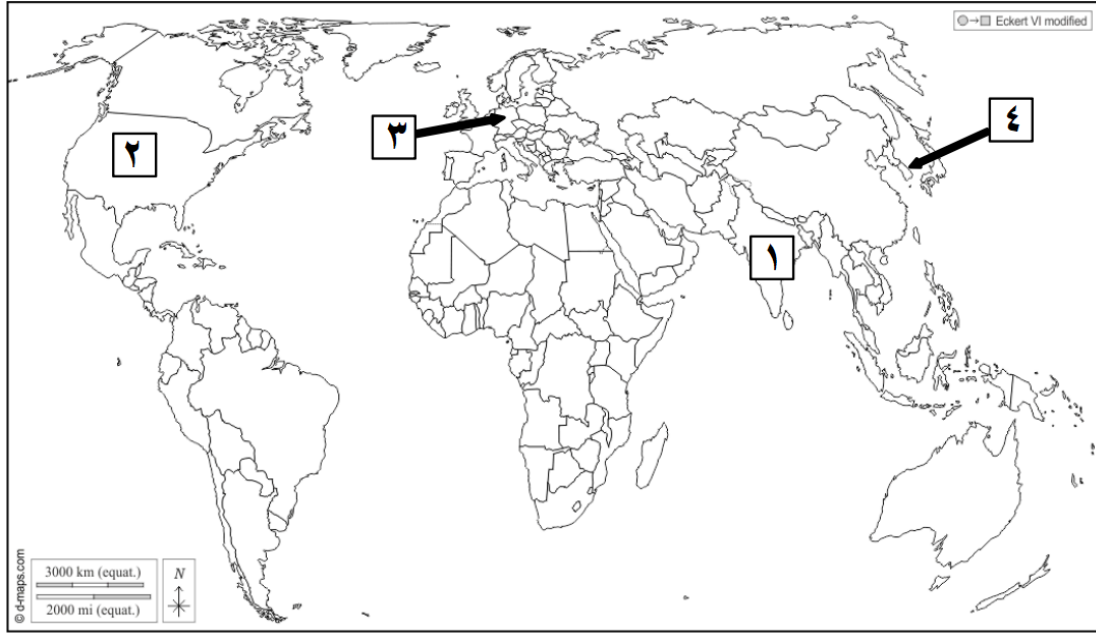 ○→□ Eckert VI modified
٤
٣
٢
١
3000 km (equat.)
2000 mi (equat.)
N
© d-maps.com